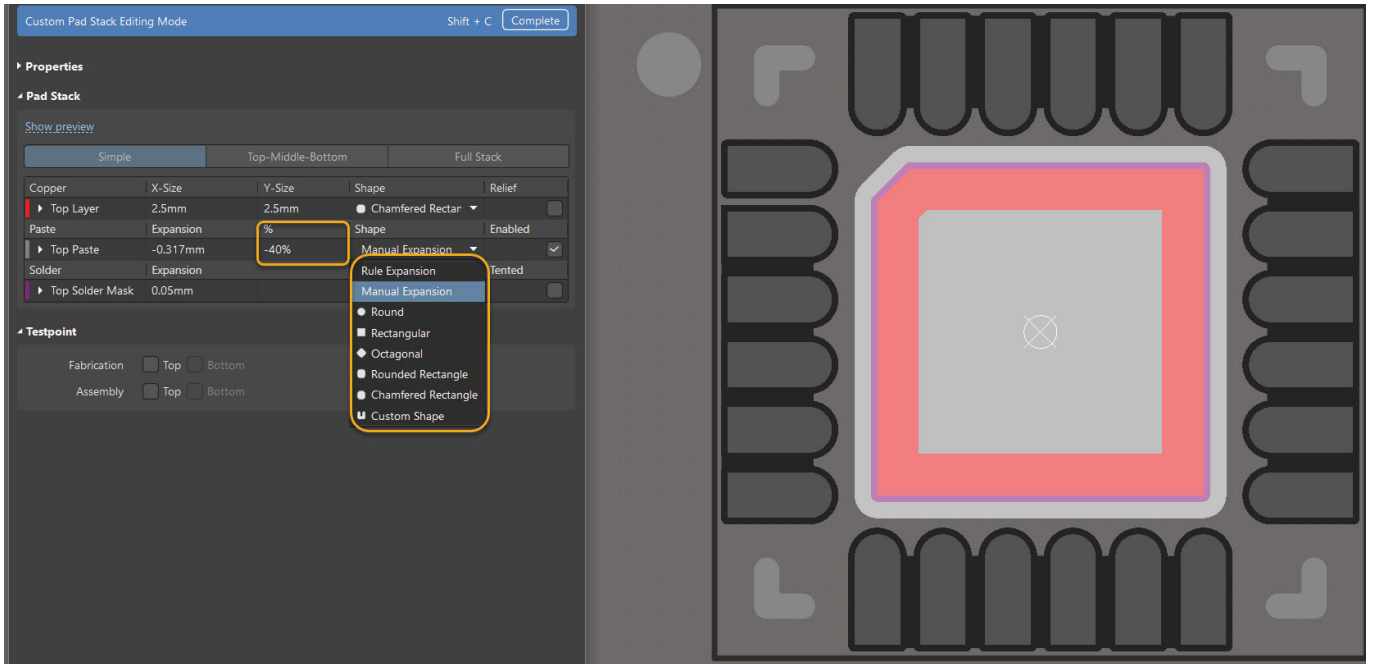 Custom Pad Stack Editing Mode Shift + C Complete
Properties
Pad Stack
Show preview
Simple Top-Middle-Bottom Full Stack
Copper X-Size Y-Size Shape Relief
Top Layer 2.5mm 2.5mm Chamfered Rectar
Paste Expansion % Shape Enabled
Top Paste -0.317mm -40% Manual Expansion
Solder Expansion Tented
Top Solder Mask 0.05mm
Rule Expansion
Manual Expansion
Round
Rectangular
Octagonal
Rounded Rectangle
Chamfered Rectangle
Custom Shape
Testpoint
Fabrication Top Bottom
Assembly Top Bottom